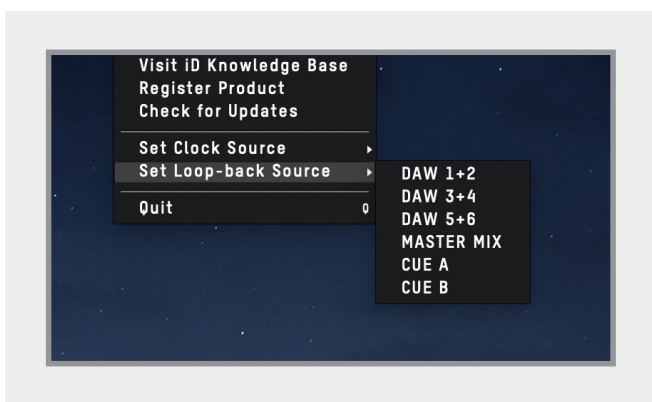 Visit iD Knowledge Base
Register Product
Check for Updates
Set Clock Source
Set Loop-back Source
Quit Q
DAW 1+2
DAW 3+4
DAW 5+6
MASTER MIX
CUE A
CUE B